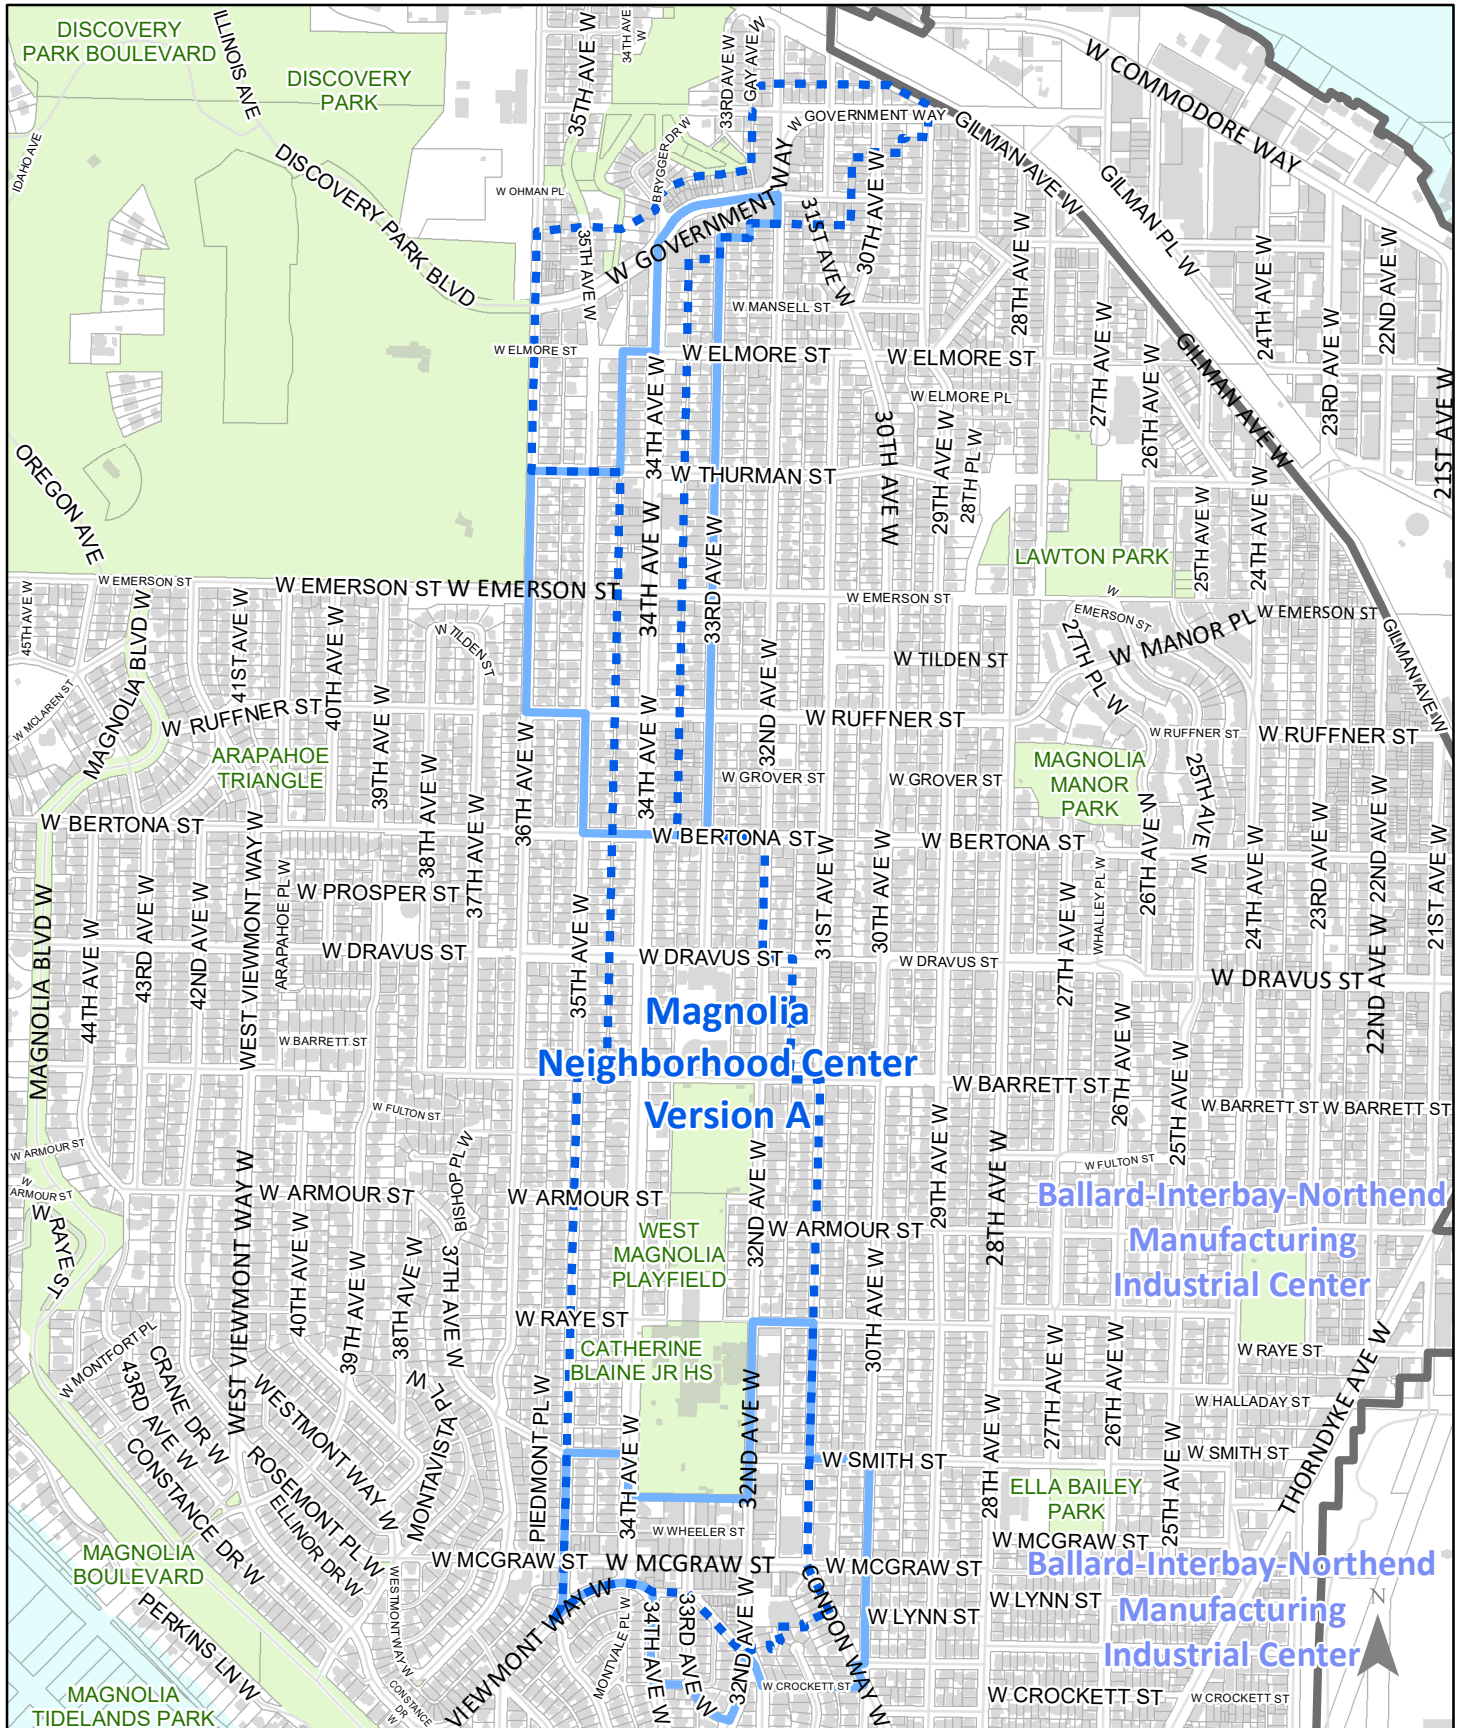 DISCOVERY
PARK BOULEVARD
ILLINOIS AVE
DISCOVERY
PARK
IDAHO AVE
DISCOVERY PARK BLVD
OREGON AVE
34TH AVE
W
35TH AVE W
33RD AVE W
GAY AVE W
BRYGGER DR W
W OHMAN PL
35TH AVE W
W GOVERNMENT WAY
W
GOVERNMENT WAY
W COMMODORE WAY
GILMAN AVE W
GILMAN PL W
31ST AVE W
30TH AVE W
28TH AVE W
24TH AVE W
22ND AVE W
23RD AVE W
27TH AVE W
26TH AVE W
21ST AVE W
GILMAN AVE W
W MANSELL ST
W ELMORE ST
W ELMORE ST
W ELMORE ST
W ELMORE PL
34TH AVE W
30TH AVE W
29TH AVE W
28TH PL W
W THURMAN ST
34TH AVE W
33RD AVE W
LAWTON PARK
25TH AVE W
24TH AVE W
45TH AVE W
W EMERSON ST
W EMERSON ST
W EMERSON ST
W EMERSON ST
W
EMERSON ST
W EMERSON ST
W MANOR PL
GILMAN AVE W
MAGNOLIA BLVD W
41ST AVE W
40TH AVE W
W TILDEN ST
W TILDEN ST
W MCLAREN ST
39TH AVE W
34TH AVE W
32ND AVE W
27TH PL W
W RUFFNER ST
W RUFFNER ST
W RUFFNER ST
W RUFFNER ST
ARAPAHOE
TRIANGLE
W GROVER ST
W GROVER ST
MAGNOLIA
MANOR
PARK
25TH AVE W
38TH AVE W
37TH AVE W
36TH AVE W
W BERTONA ST
W BERTONA ST
W BERTONA ST
26TH AVE W
24TH AVE W
23RD AVE W
22ND AVE W
22ND AVE W
21ST AVE W
MAGNOLIA BLVD W
44TH AVE W
43RD AVE W
42ND AVE W
WEST VIEWMONT WAY W
ARAPAHOE PL W
W PROSPER ST
35TH AVE W
31ST AVE W
30TH AVE W
27TH AVE W
WHALLEY PL W
W DRAVUS ST
W DRAVUS ST
W DRAVUS ST
W DRAVUS ST
22ND AVE W
Magnolia
Neighborhood Center
Version A
W BARRETT ST
W BARRETT ST
W BARRETT ST
W BARRETT ST
26TH AVE W
25TH AVE W
W FULTON ST
W FULTON ST
W ARMOUR ST
W
ARMOUR ST
W ARMOUR ST
W ARMOUR ST
W ARMOUR ST
BISHOP PL W
32ND AVE W
29TH AVE W
28TH AVE W
Ballard-Interbay-Northend
Manufacturing
Industrial Center
W RAYE ST
WEST VIEWMONT WAY W
40TH AVE W
39TH AVE W
38TH AVE W
37TH AVE W
WEST
MAGNOLIA
PLAYFIELD
30TH AVE W
W RAYE ST
W RAYE ST
CATHERINE
BLAINE JR HS
W MONTFORT PL
CRANE DR W
43RD AVE W
CONSTANCE DR W
WESTMONT WAY W
ROSEMONT PL W
ELLINOR DR W
MONTAVISTA PL W
PIEDMONT PL W
34TH AVE W
32ND AVE W
27TH AVE W
26TH AVE W
W HALLADAY ST
THORNDYKE AVE W
28TH AVE W
25TH AVE W
W SMITH ST
W SMITH ST
ELLA BAILEY
PARK
W WHEELER ST
W MCGRAW ST
W MCGRAW ST
W MCGRAW ST
W MCGRAW ST
Ballard-Interbay-Northend
Manufacturing
Industrial Center
MAGNOLIA
BOULEVARD
PERKINS LN W
WESTMONT WAY W
CONSTANCE
DR
W
VIEWMONT WAY W
MONTVALE PL W
34TH AVE W
33RD AVE W
32ND AVE W
CONDON WAY W
W LYNN ST
W LYNN ST
W CROCKETT ST
W CROCKETT ST
W CROCKETT ST
MAGNOLIA
TIDELANDS PARK
N